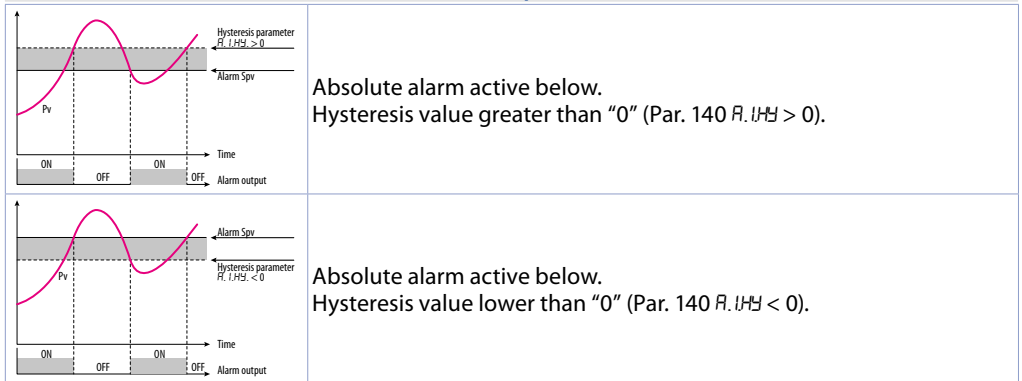 Hysteresis parameter
A.1.HY. > 0
Alarm Spv
Pv
Time
ON
OFF
ON
OFF
Alarm output
Absolute alarm active below.
Hysteresis value greater than “0” (Par. 140 A.1.HY > 0).
Alarm Spv
Hysteresis parameter
A.1.HY. < 0
Pv
Time
ON
OFF
ON
OFF
Alarm output
Absolute alarm active below.
Hysteresis value lower than “0” (Par. 140 A.1.HY < 0).